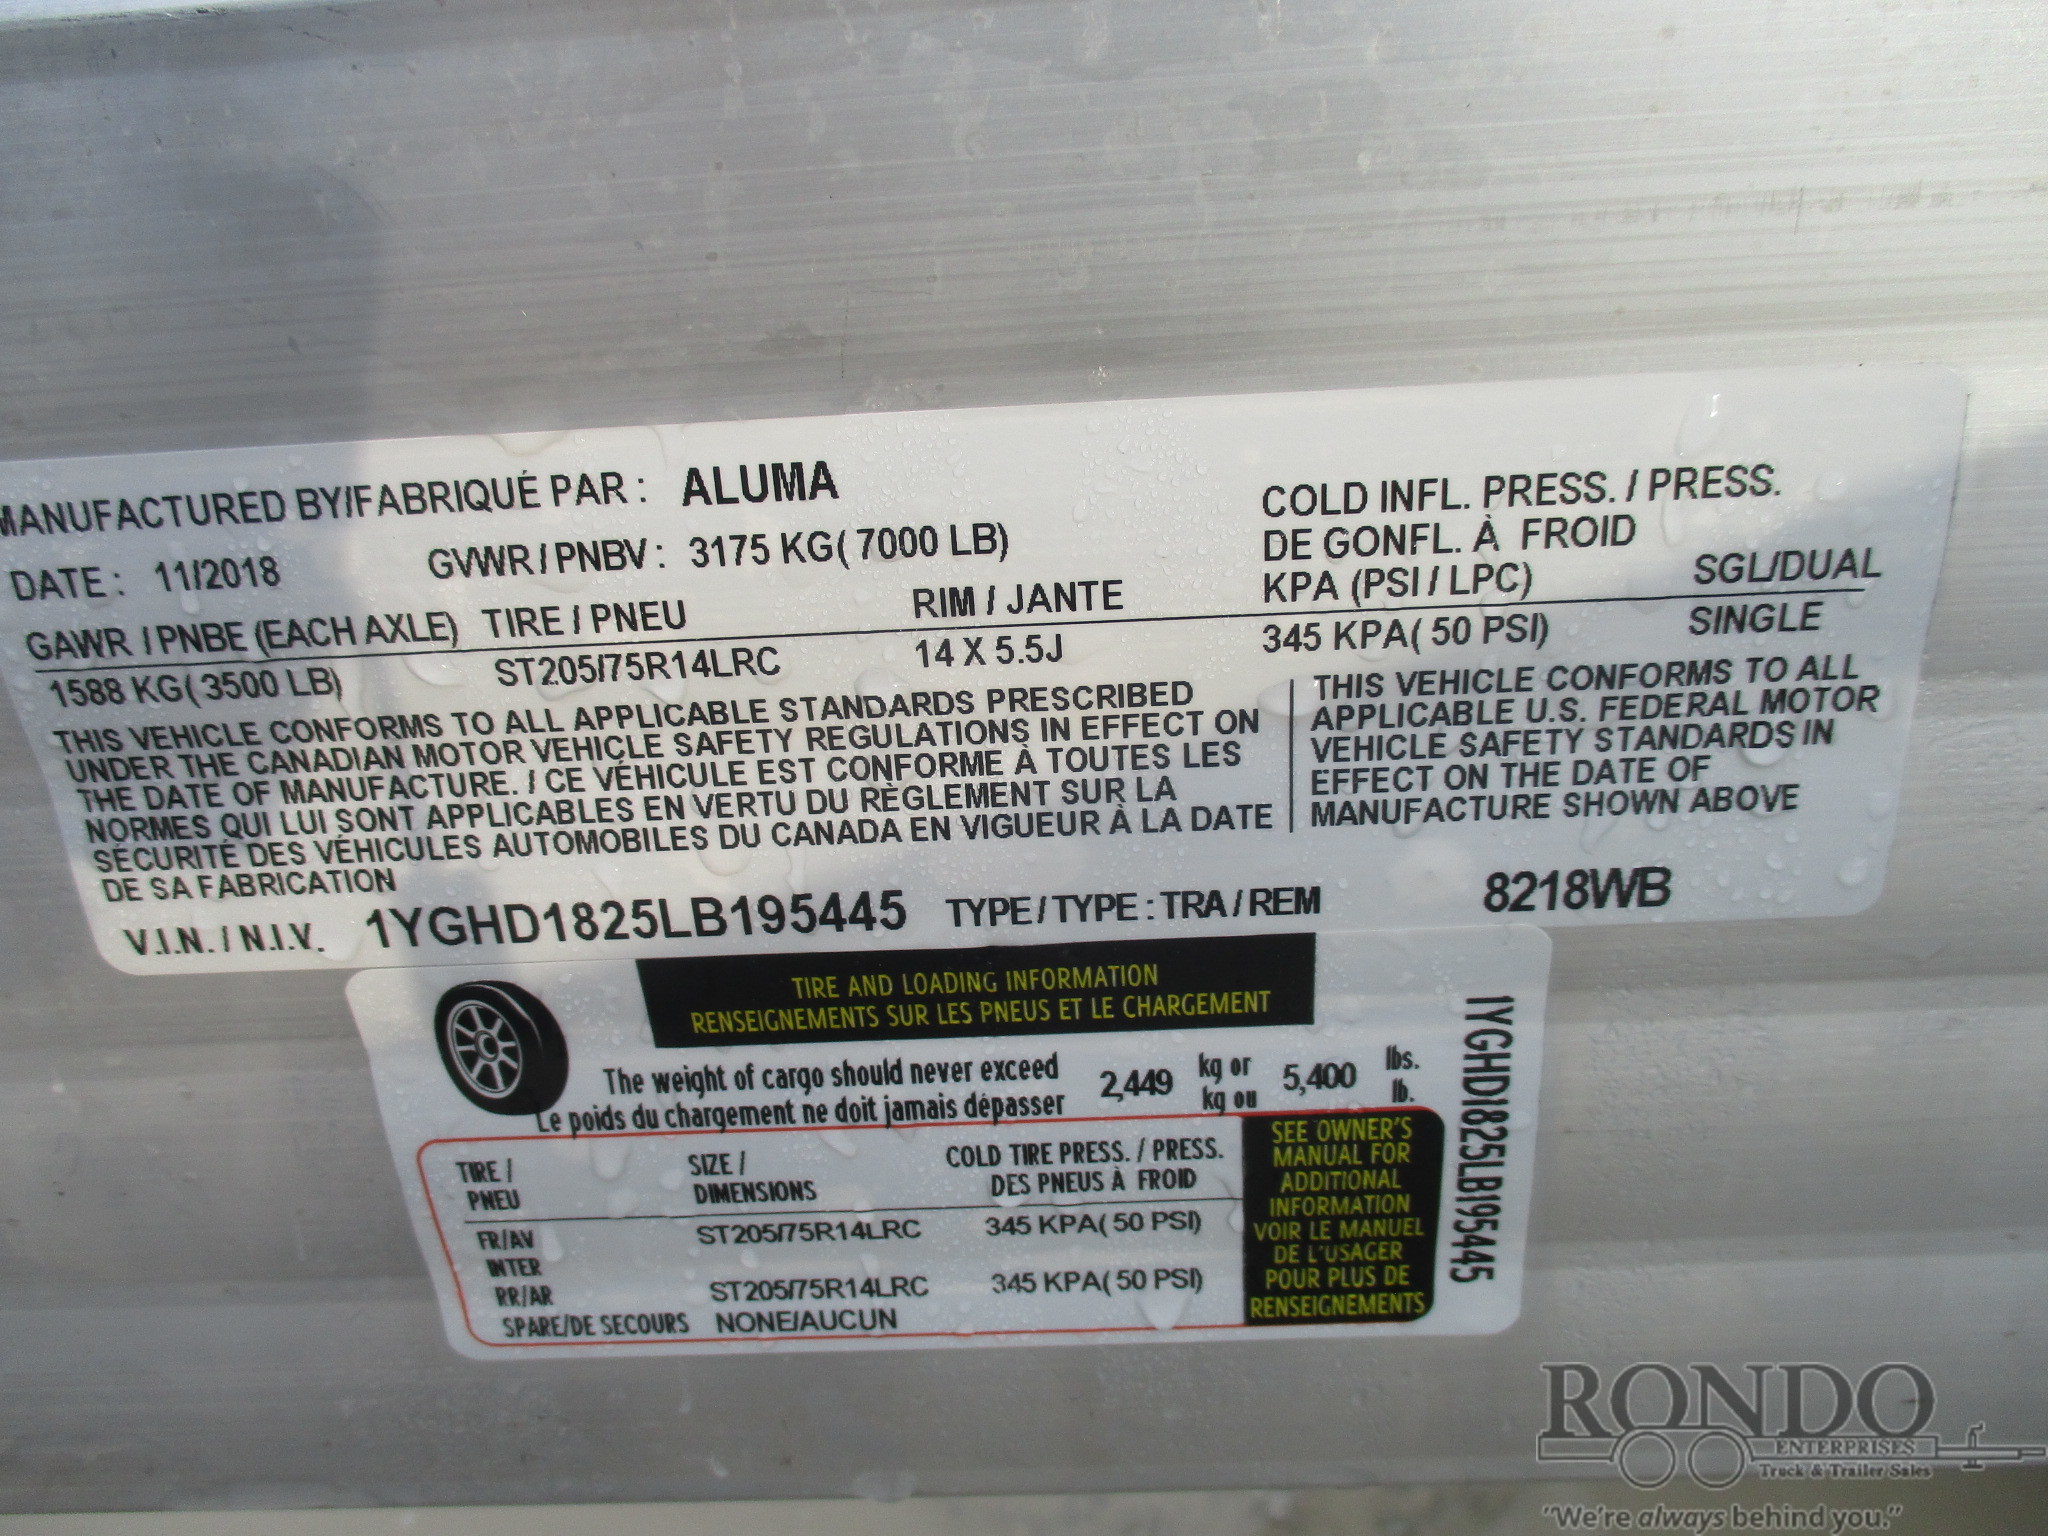 MANUFACTURED BY/FABRIQUÉ PAR : ALUMA
DATE : 11/2018 GVWR / PNBV : 3175 KG( 7000 LB)
COLD INFL. PRESS. / PRESS.
DE GONFL. À FROID
GAWR / PNBE (EACH AXLE) TIRE / PNEU RIM / JANTE KPA (PSI / LPC) SGL/DUAL
1588 KG( 3500 LB) ST205/75R14LRC 14 X 5.5J 345 KPA( 50 PSI) SINGLE
THIS VEHICLE CONFORMS TO ALL APPLICABLE STANDARDS PRESCRIBED
UNDER THE CANADIAN MOTOR VEHICLE SAFETY REGULATIONS IN EFFECT ON
THE DATE OF MANUFACTURE. / CE VÉHICULE EST CONFORME À TOUTES LES
NORMES QUI LUI SONT APPLICABLES EN VERTU DU RÈGLEMENT SUR LA
SÉCURITÉ DES VÉHICULES AUTOMOBILES DU CANADA EN VIGUEUR À LA DATE
DE SA FABRICATION
THIS VEHICLE CONFORMS TO ALL
APPLICABLE U.S. FEDERAL MOTOR
VEHICLE SAFETY STANDARDS IN
EFFECT ON THE DATE OF
MANUFACTURE SHOWN ABOVE
V.I.N. / N.I.V. 1YGHD1825LB195445 TYPE / TYPE : TRA / REM 8218WB
TIRE AND LOADING INFORMATION
RENSEIGNEMENTS SUR LES PNEUS ET LE CHARGEMENT
The weight of cargo should never exceed 2,449 kg or 5,400 lbs.
Le poids du chargement ne doit jamais dépasser kg ou lb.
TIRE / SIZE / COLD TIRE PRESS. / PRESS.
PNEU DIMENSIONS DES PNEUS À FROID
FR/AV ST205/75R14LRC 345 KPA( 50 PSI)
INTER
RR/AR ST205/75R14LRC 345 KPA( 50 PSI)
SPARE/DE SECOURS NONE/AUCUN
SEE OWNER'S
MANUAL FOR
ADDITIONAL
INFORMATION
VOIR LE MANUEL
DE L'USAGER
POUR PLUS DE
RENSEIGNEMENTS
1YGHD1825LB195445
RONDO
ENTERPRISES
Truck & Trailer Sales
"We're always behind you."